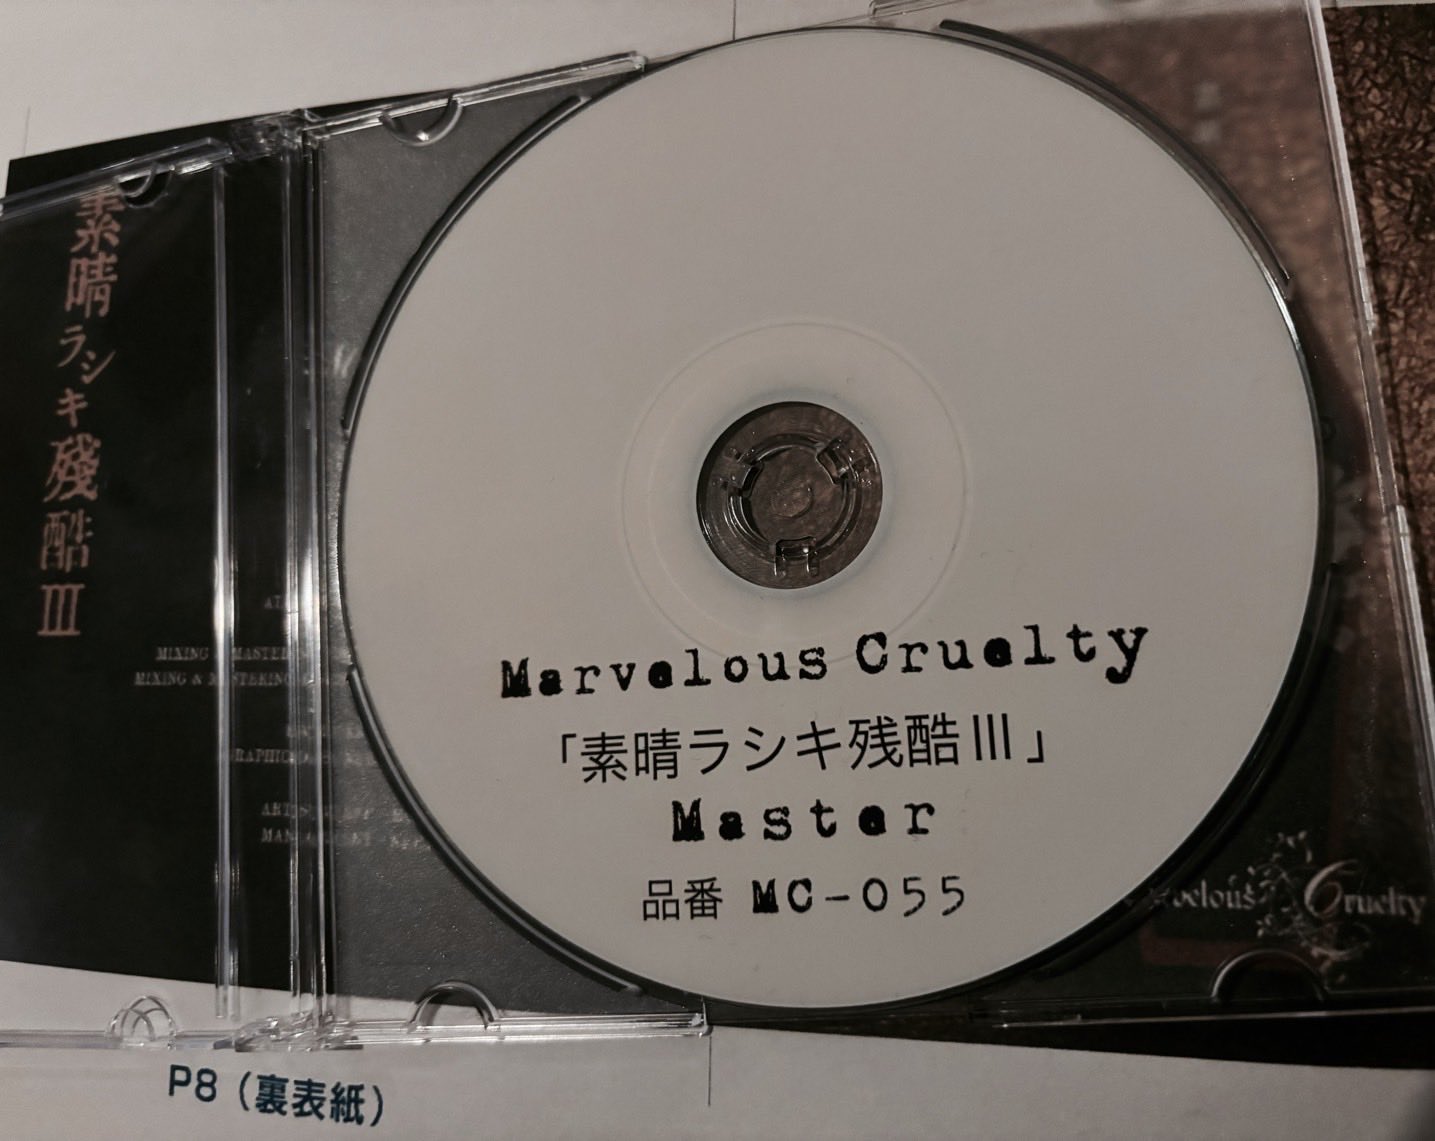 素晴ラシキ殘酷Ⅲ
Marvelous Cruelty
「素晴ラシキ残酷Ⅲ」
Master
品番 MC-055
Cruelty
MIXING
MIXING &
P8（裏表紙）